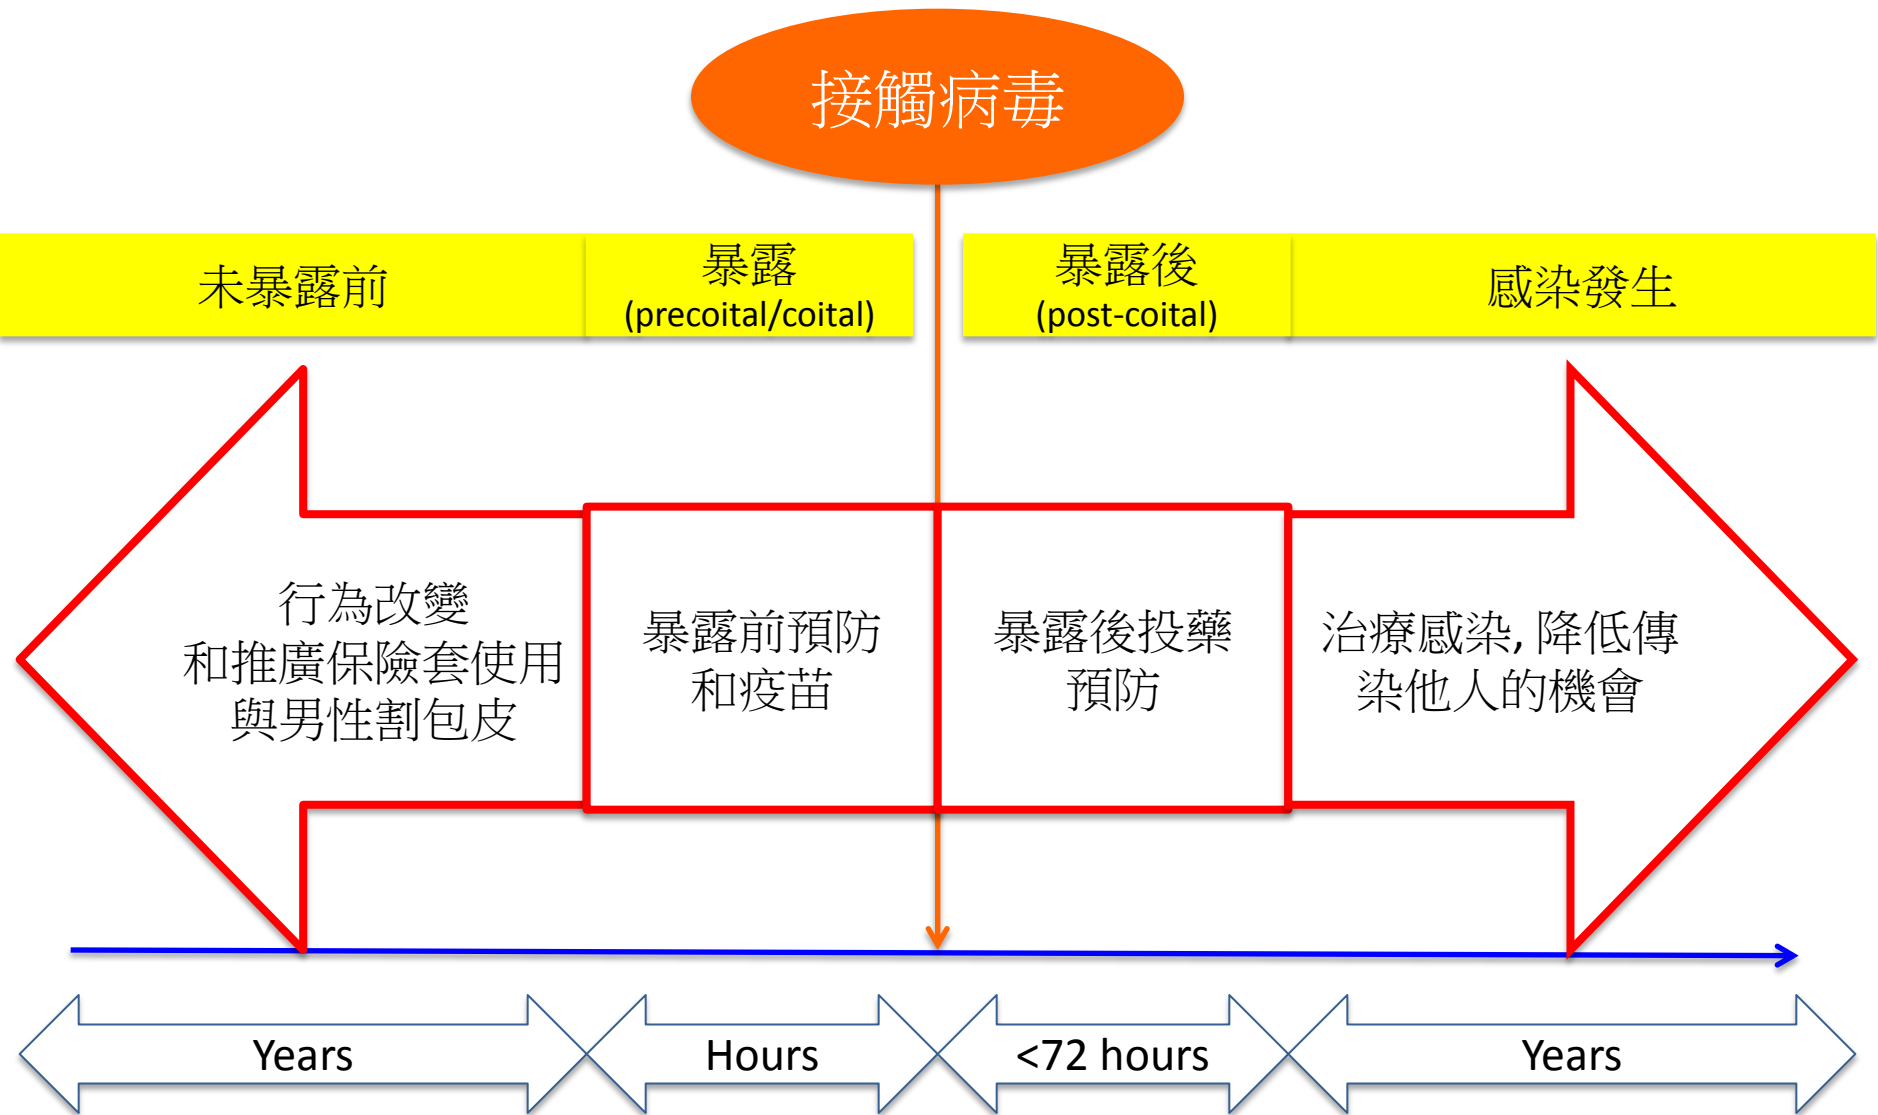 接觸病毒
未暴露前
暴露
(precoital/coital)
暴露後
(post-coital)
感染發生
行為改變
和推廣保險套使用
與男性割包皮
暴露前預防
和疫苗
暴露後投藥
預防
治療感染, 降低傳
染他人的機會
Years
Hours
<72 hours
Years